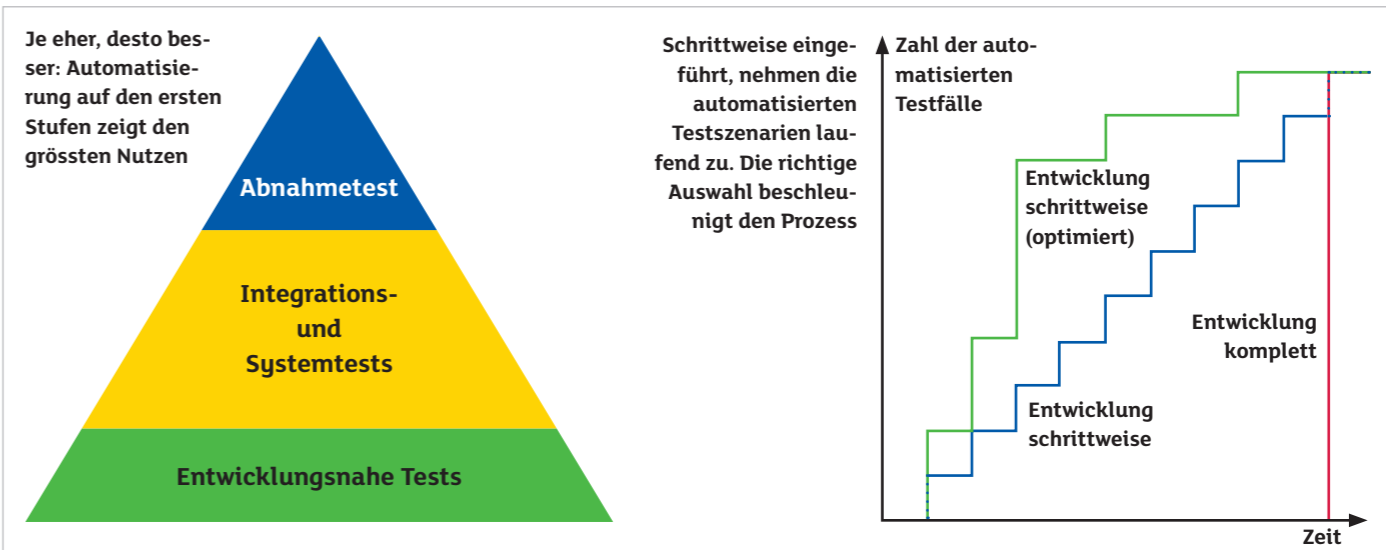 Je eher, desto bes-
ser: Automatisie-
rung auf den ersten
Stufen zeigt den
grössten Nutzen
Abnahmetest
Integrations-
und
Systemtests
Entwicklungsnahe Tests
Schrittweise einge-
führt, nehmen die
automatisierten
Testszenarien lau-
fend zu. Die richtige
Auswahl beschleu-
nigt den Prozess
Zahl der auto-
matisierten
Testfälle
Entwicklung
schrittweise
(optimiert)
Entwicklung
komplett
Entwicklung
schrittweise
Zeit